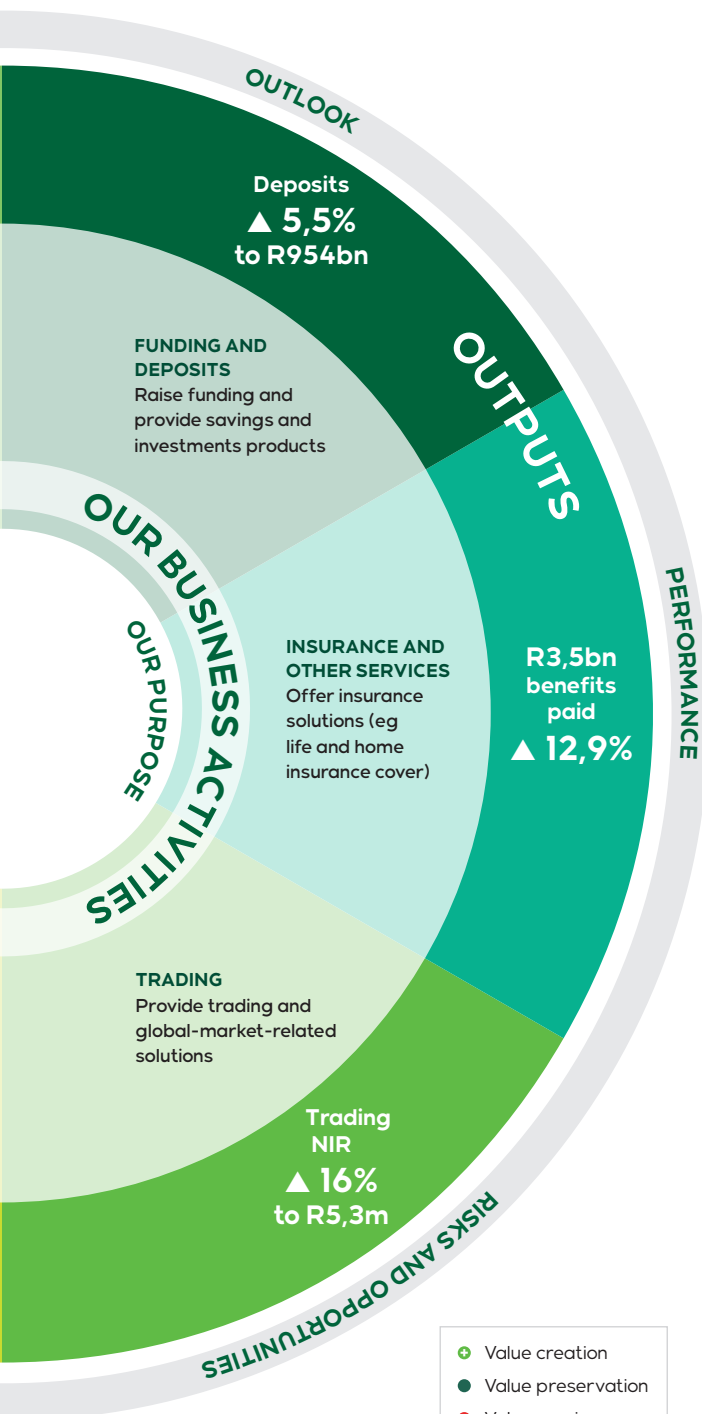 OUTLOOK
Deposits
▲ 5,5%
to R954bn
OUTPUTS
FUNDING AND
DEPOSITS
Raise funding and
provide savings and
investments products
OUR BUSINESS ACTIVITIES
OUR PURPOSE
INSURANCE AND
OTHER SERVICES
Offer insurance
solutions (eg
life and home
insurance cover)
R3,5bn
benefits
paid
▲ 12,9%
PERFORMANCE
TRADING
Provide trading and
global-market-related
solutions
Trading
NIR
▲ 16%
to R5,3m
RISKS AND OPPORTUNITIES
Value creation
Value preservation